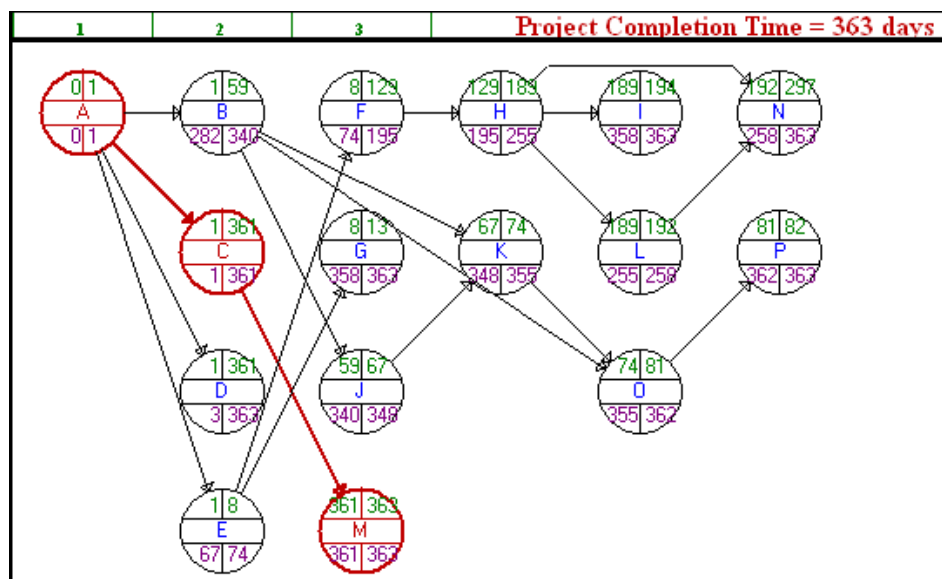 1 2 3 Project Completion Time = 363 days
0 1 1 59 8 129 129 189 189 194 192 297
A B F H I N
0 1 282 340 74 195 195 255 358 363 258 363
1 361 8 13 67 74 189 192 81 82
C G K L P
1 361 358 363 348 355 255 258 362 363
1 361 59 67 74 81
D J O
3 363 340 348 355 362
1 8 361 363
E M
67 74 361 363